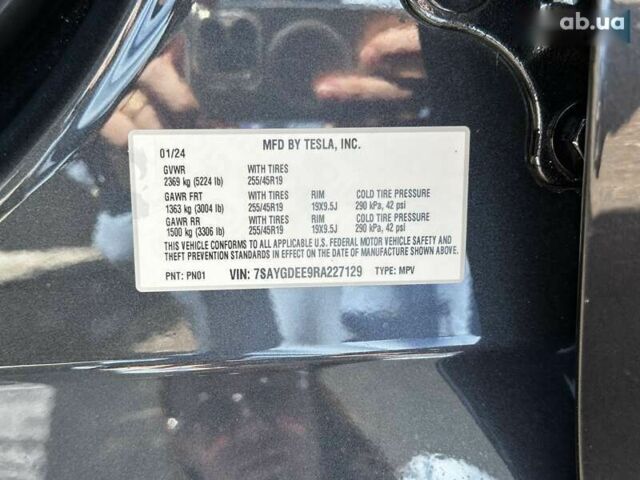 ab.ua
MFD BY TESLA, INC.
01/24
GVWR WITH TIRES
2369 kg (5224 lb) 255/45R19
GAWR FRT WITH TIRES RIM COLD TIRE PRESSURE
1363 kg (3004 lb) 255/45R19 19X9.5J 290 kPa, 42 psi
GAWR RR WITH TIRES RIM COLD TIRE PRESSURE
1500 kg (3306 lb) 255/45R19 19X9.5J 290 kPa, 42 psi
THIS VEHICLE CONFORMS TO ALL APPLICABLE U.S. FEDERAL MOTOR VEHICLE SAFETY AND
THEFT PREVENTION STANDARDS IN EFFECT ON THE DATE OF MANUFACTURE SHOWN ABOVE.
PNT: PN01 VIN: 7SAYGDEE9RA227129 TYPE: MPV